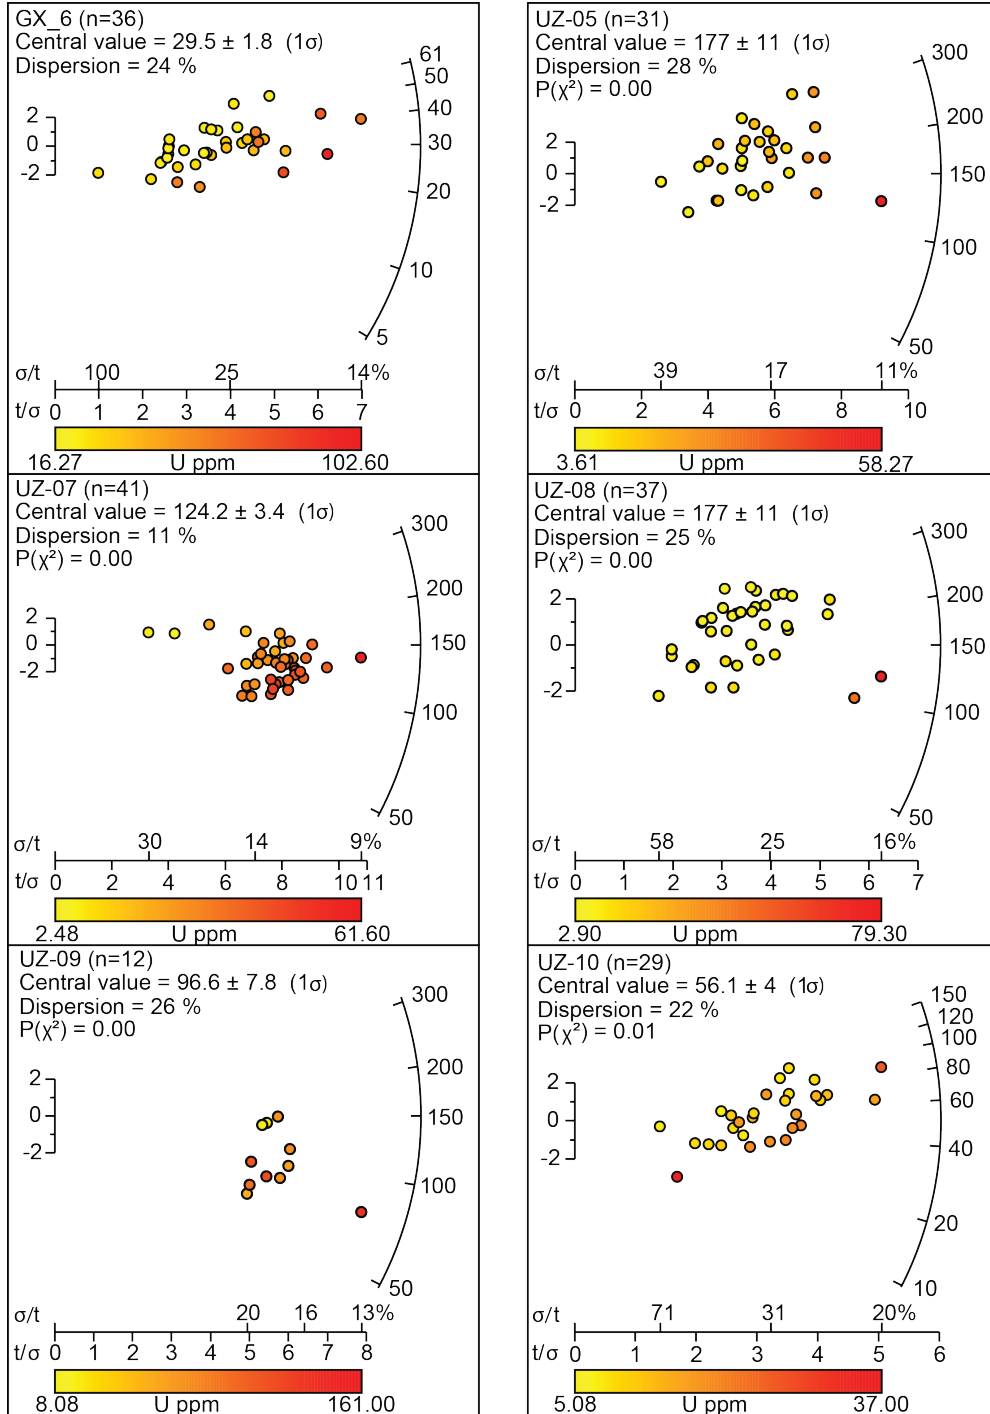 GX_6 (n=36)
Central value = 29.5 ± 1.8 (1σ)
Dispersion = 24 %
61
50
40
30
20
10
5
2
0
-2
σ/t 100 25 14%
t/σ 0 1 2 3 4 5 6 7
16.27 U ppm 102.60
UZ-05 (n=31)
Central value = 177 ± 11 (1σ)
Dispersion = 28 %
P(χ²) = 0.00
300
200
150
100
50
2
0
-2
σ/t 39 17 11%
t/σ 0 2 4 6 8 10
3.61 U ppm 58.27
UZ-07 (n=41)
Central value = 124.2 ± 3.4 (1σ)
Dispersion = 11 %
P(χ²) = 0.00
300
200
150
100
50
2
0
-2
σ/t 30 14 9%
t/σ 0 2 4 6 8 10 11
2.48 U ppm 61.60
UZ-08 (n=37)
Central value = 177 ± 11 (1σ)
Dispersion = 25 %
P(χ²) = 0.00
300
200
150
100
50
2
0
-2
σ/t 58 25 16%
t/σ 0 1 2 3 4 5 6 7
2.90 U ppm 79.30
UZ-09 (n=12)
Central value = 96.6 ± 7.8 (1σ)
Dispersion = 26 %
P(χ²) = 0.00
300
200
150
100
50
2
0
-2
σ/t 20 16 13%
t/σ 0 1 2 3 4 5 6 7 8
8.08 U ppm 161.00
UZ-10 (n=29)
Central value = 56.1 ± 4 (1σ)
Dispersion = 22 %
P(χ²) = 0.01
150
120
100
80
60
40
20
10
2
0
-2
σ/t 71 31 20%
t/σ 0 1 2 3 4 5 6
5.08 U ppm 37.00